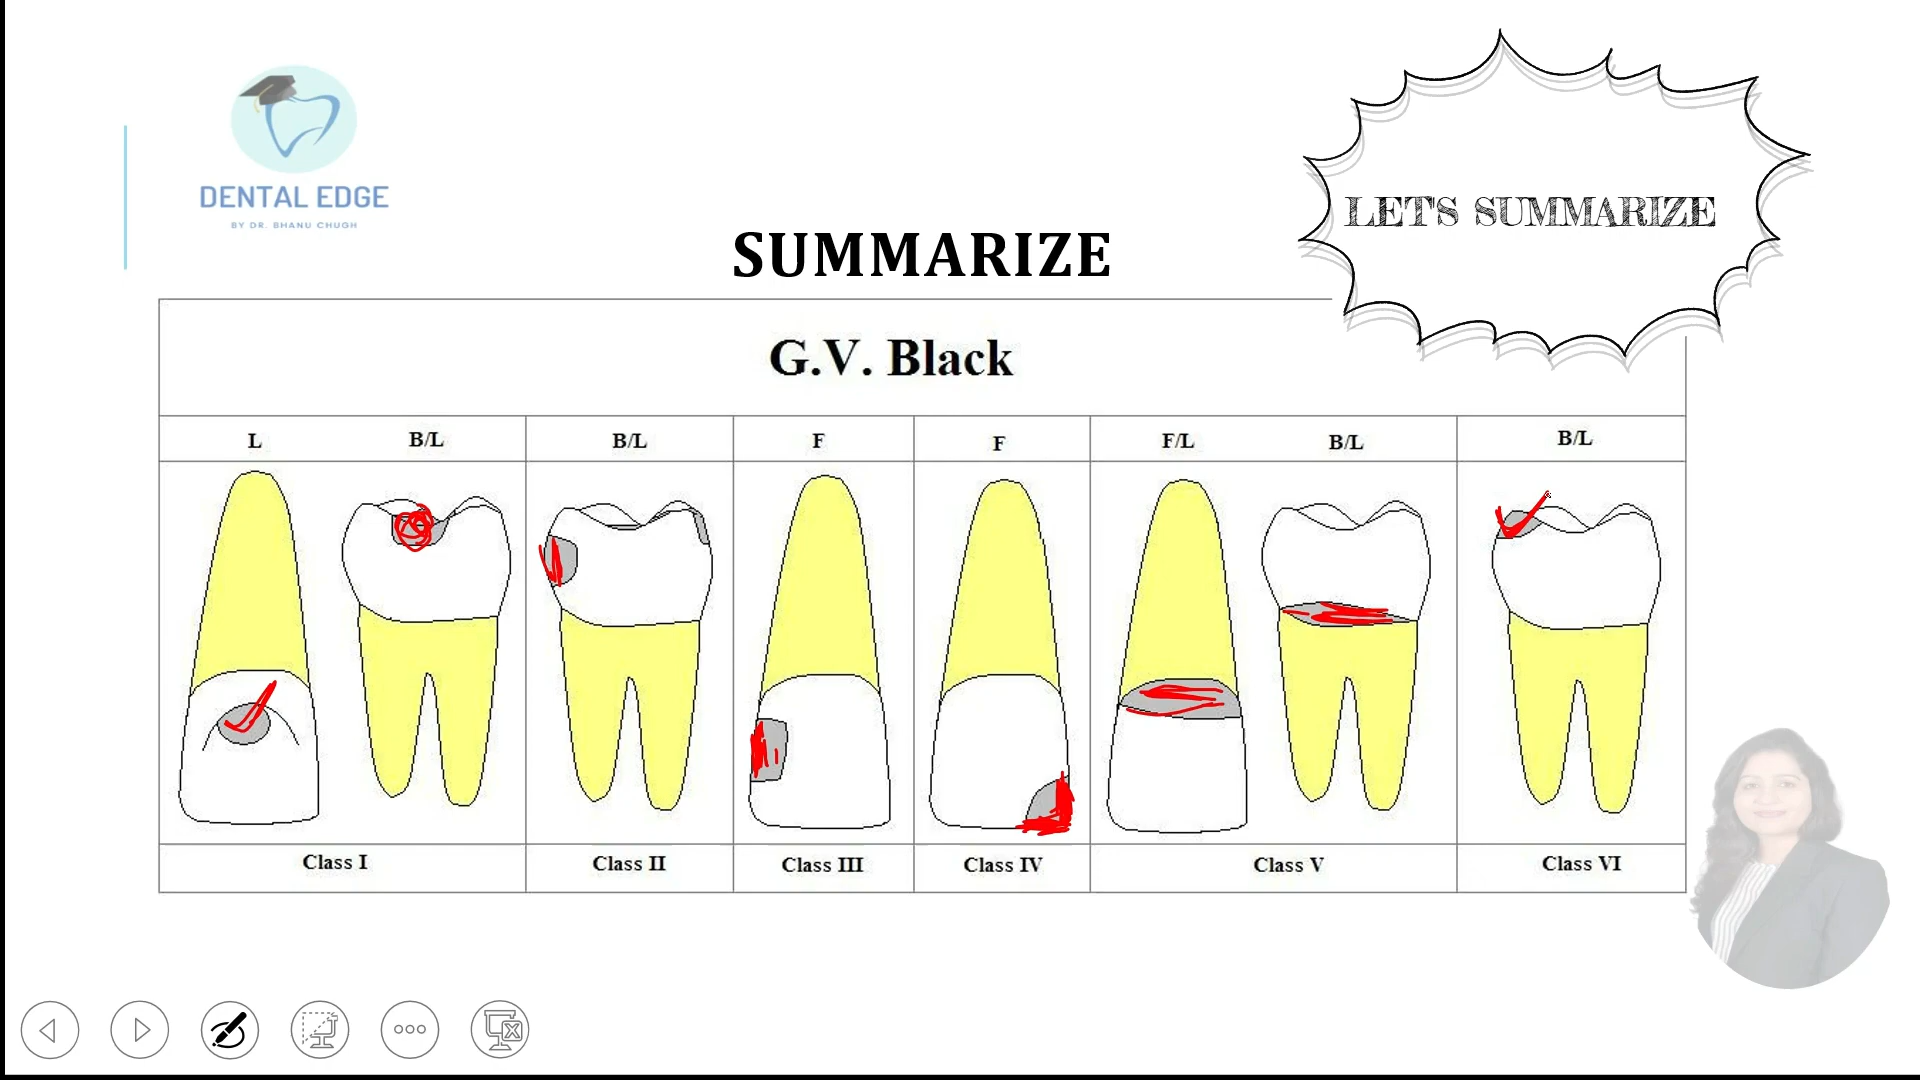 DENTAL EDGE
BY DR. BHANU CHUGH
LET'S SUMMARIZE
SUMMARIZE
G.V. Black
L B/L B/L F F F/L B/L B/L
Class I Class II Class III Class IV Class V Class VI